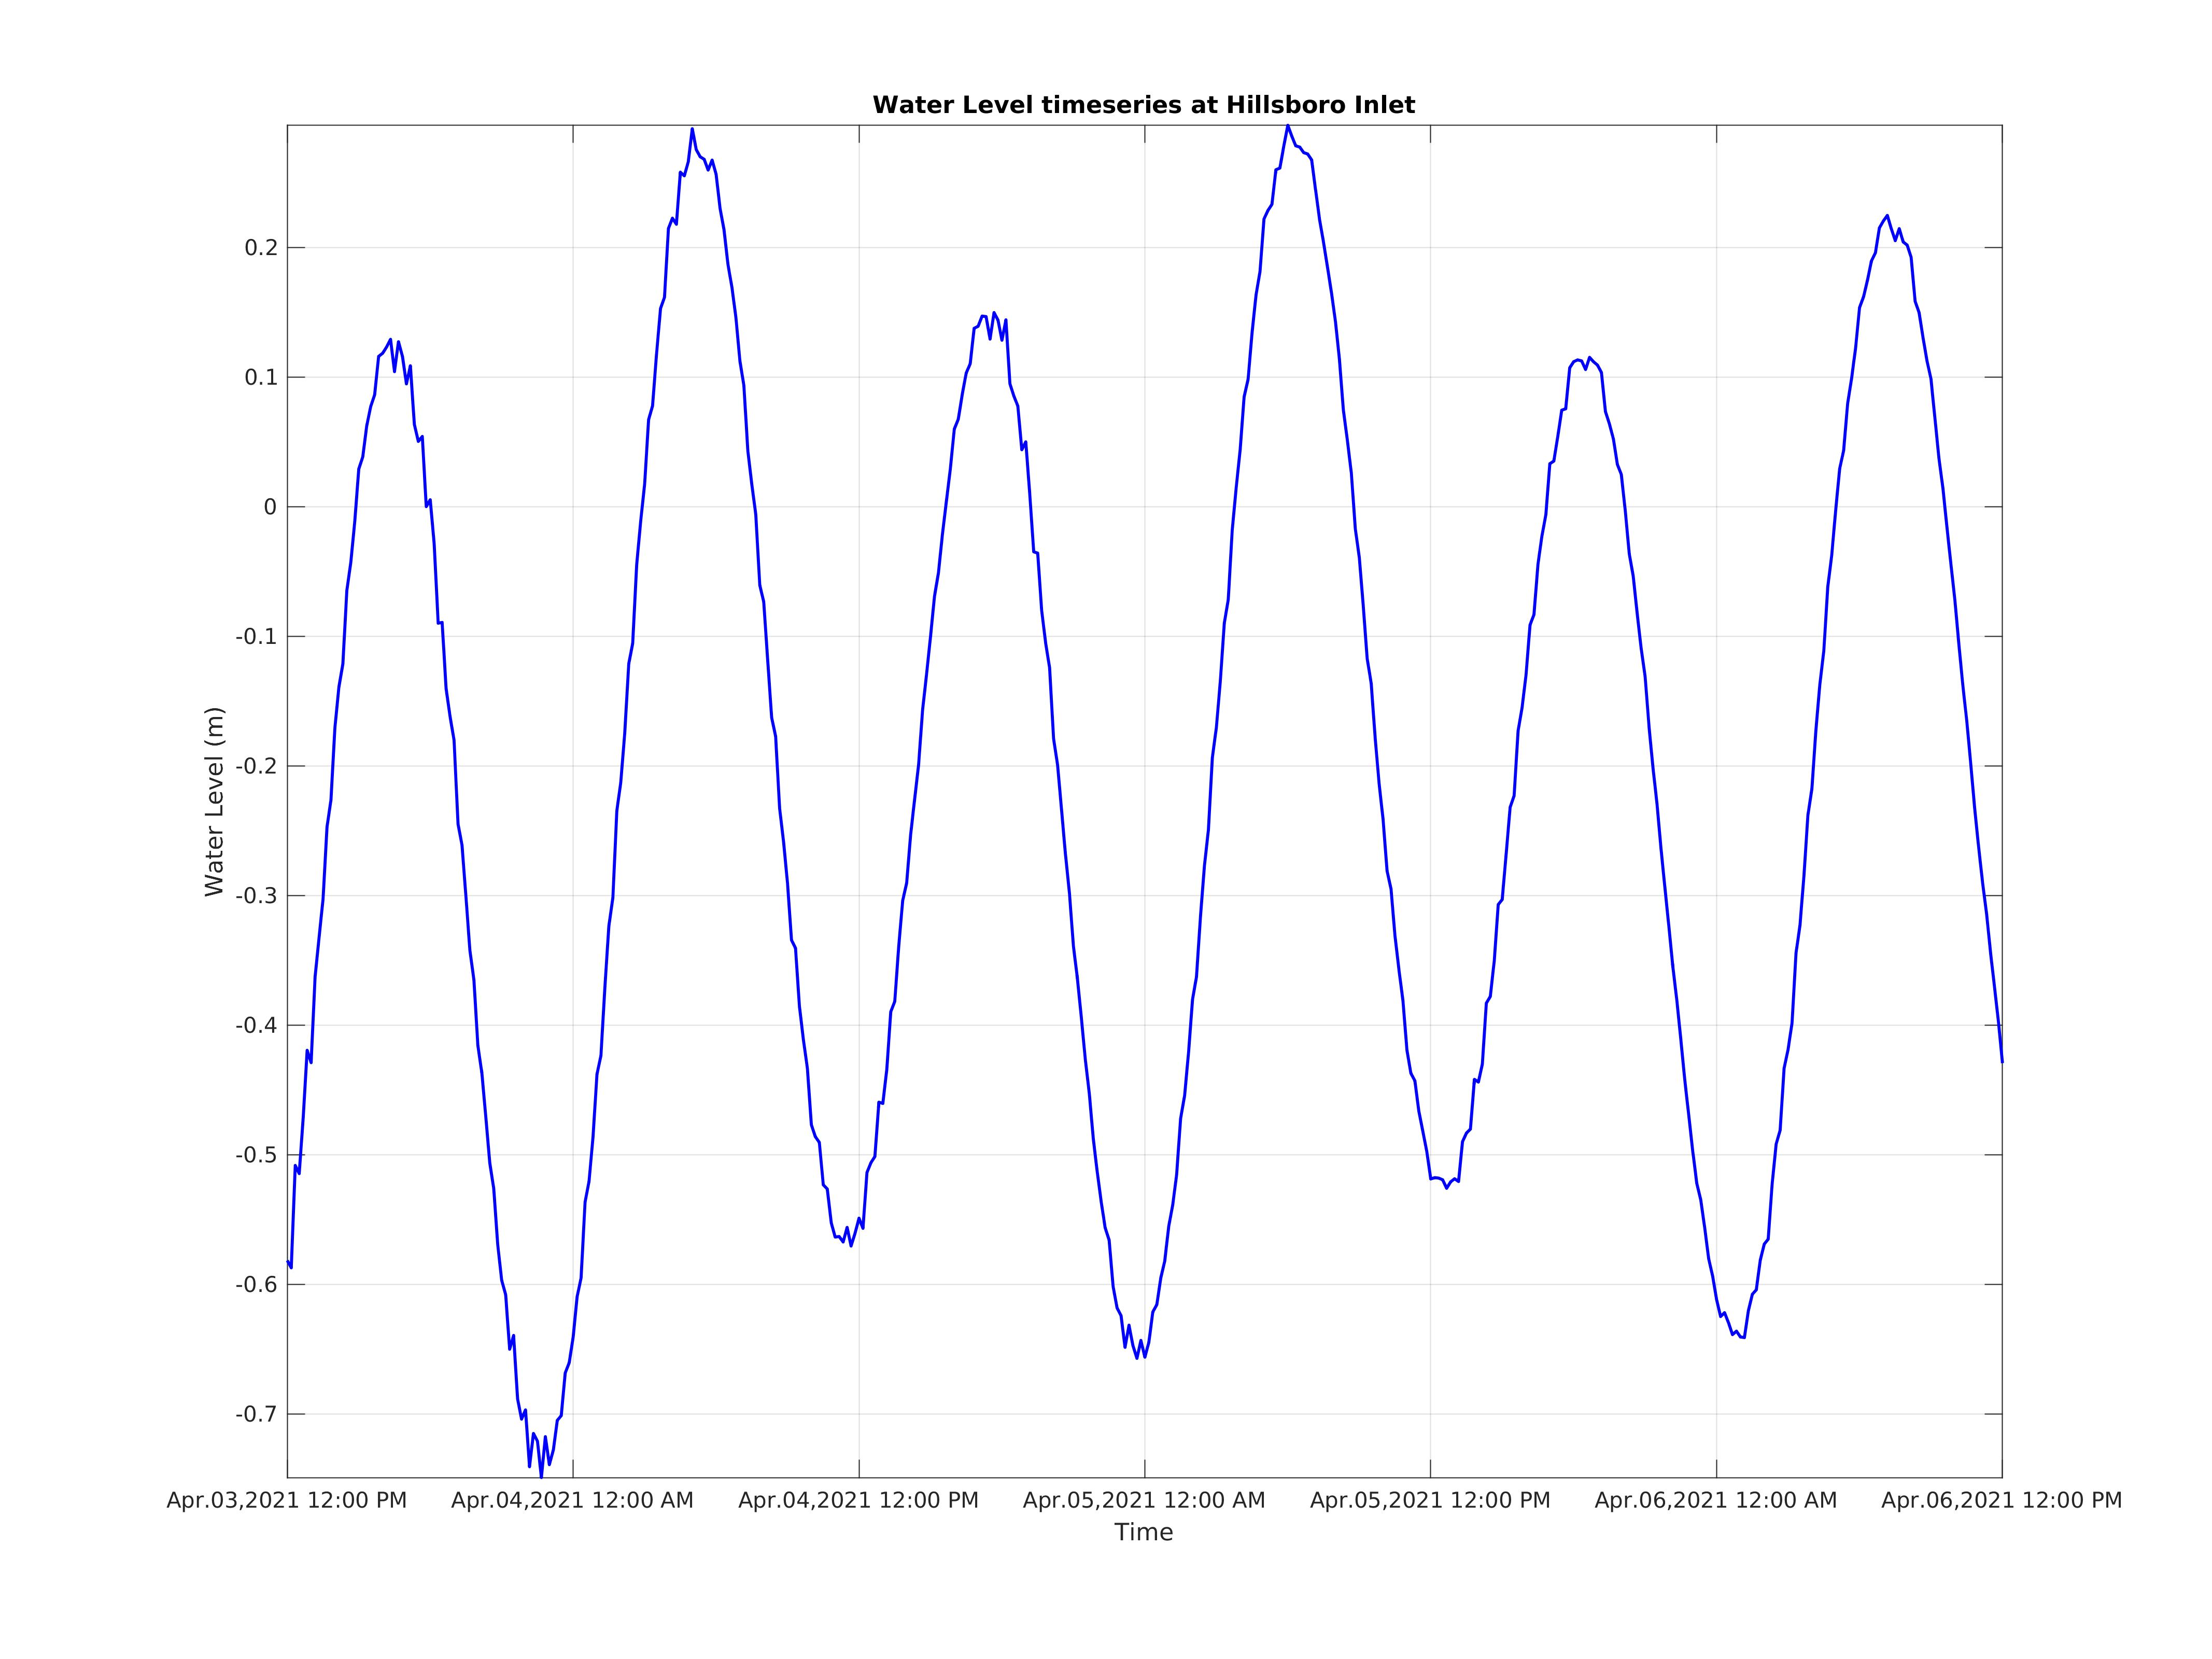 Water Level timeseries at Hillsboro Inlet
0.2
0.1
0
-0.1
-0.2
-0.3
-0.4
-0.5
-0.6
-0.7
Water Level (m)
Apr.03,2021 12:00 PM Apr.04,2021 12:00 AM Apr.04,2021 12:00 PM Apr.05,2021 12:00 AM Apr.05,2021 12:00 PM Apr.06,2021 12:00 AM Apr.06,2021 12:00 PM
Time